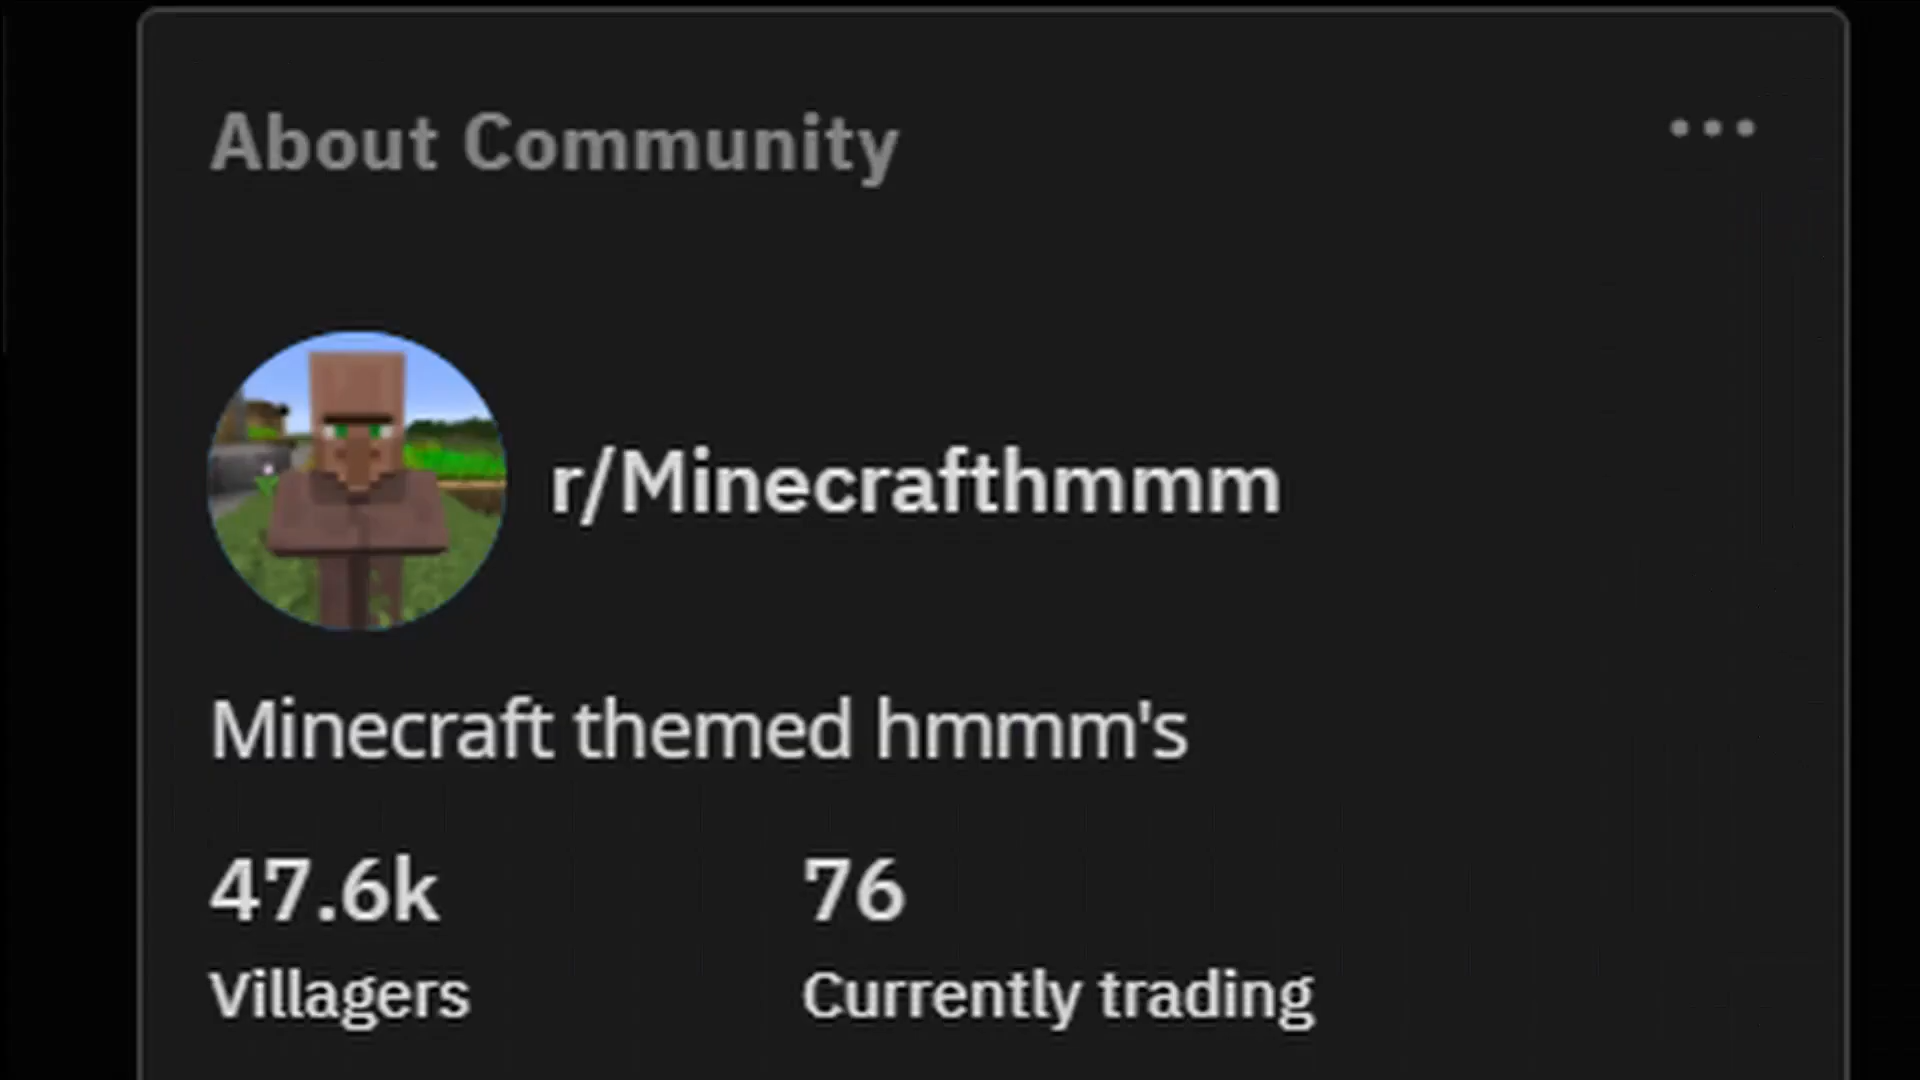 About Community
r/Minecrafthmmm
Minecraft themed hmmm's
47.6k 76
Villagers Currently trading